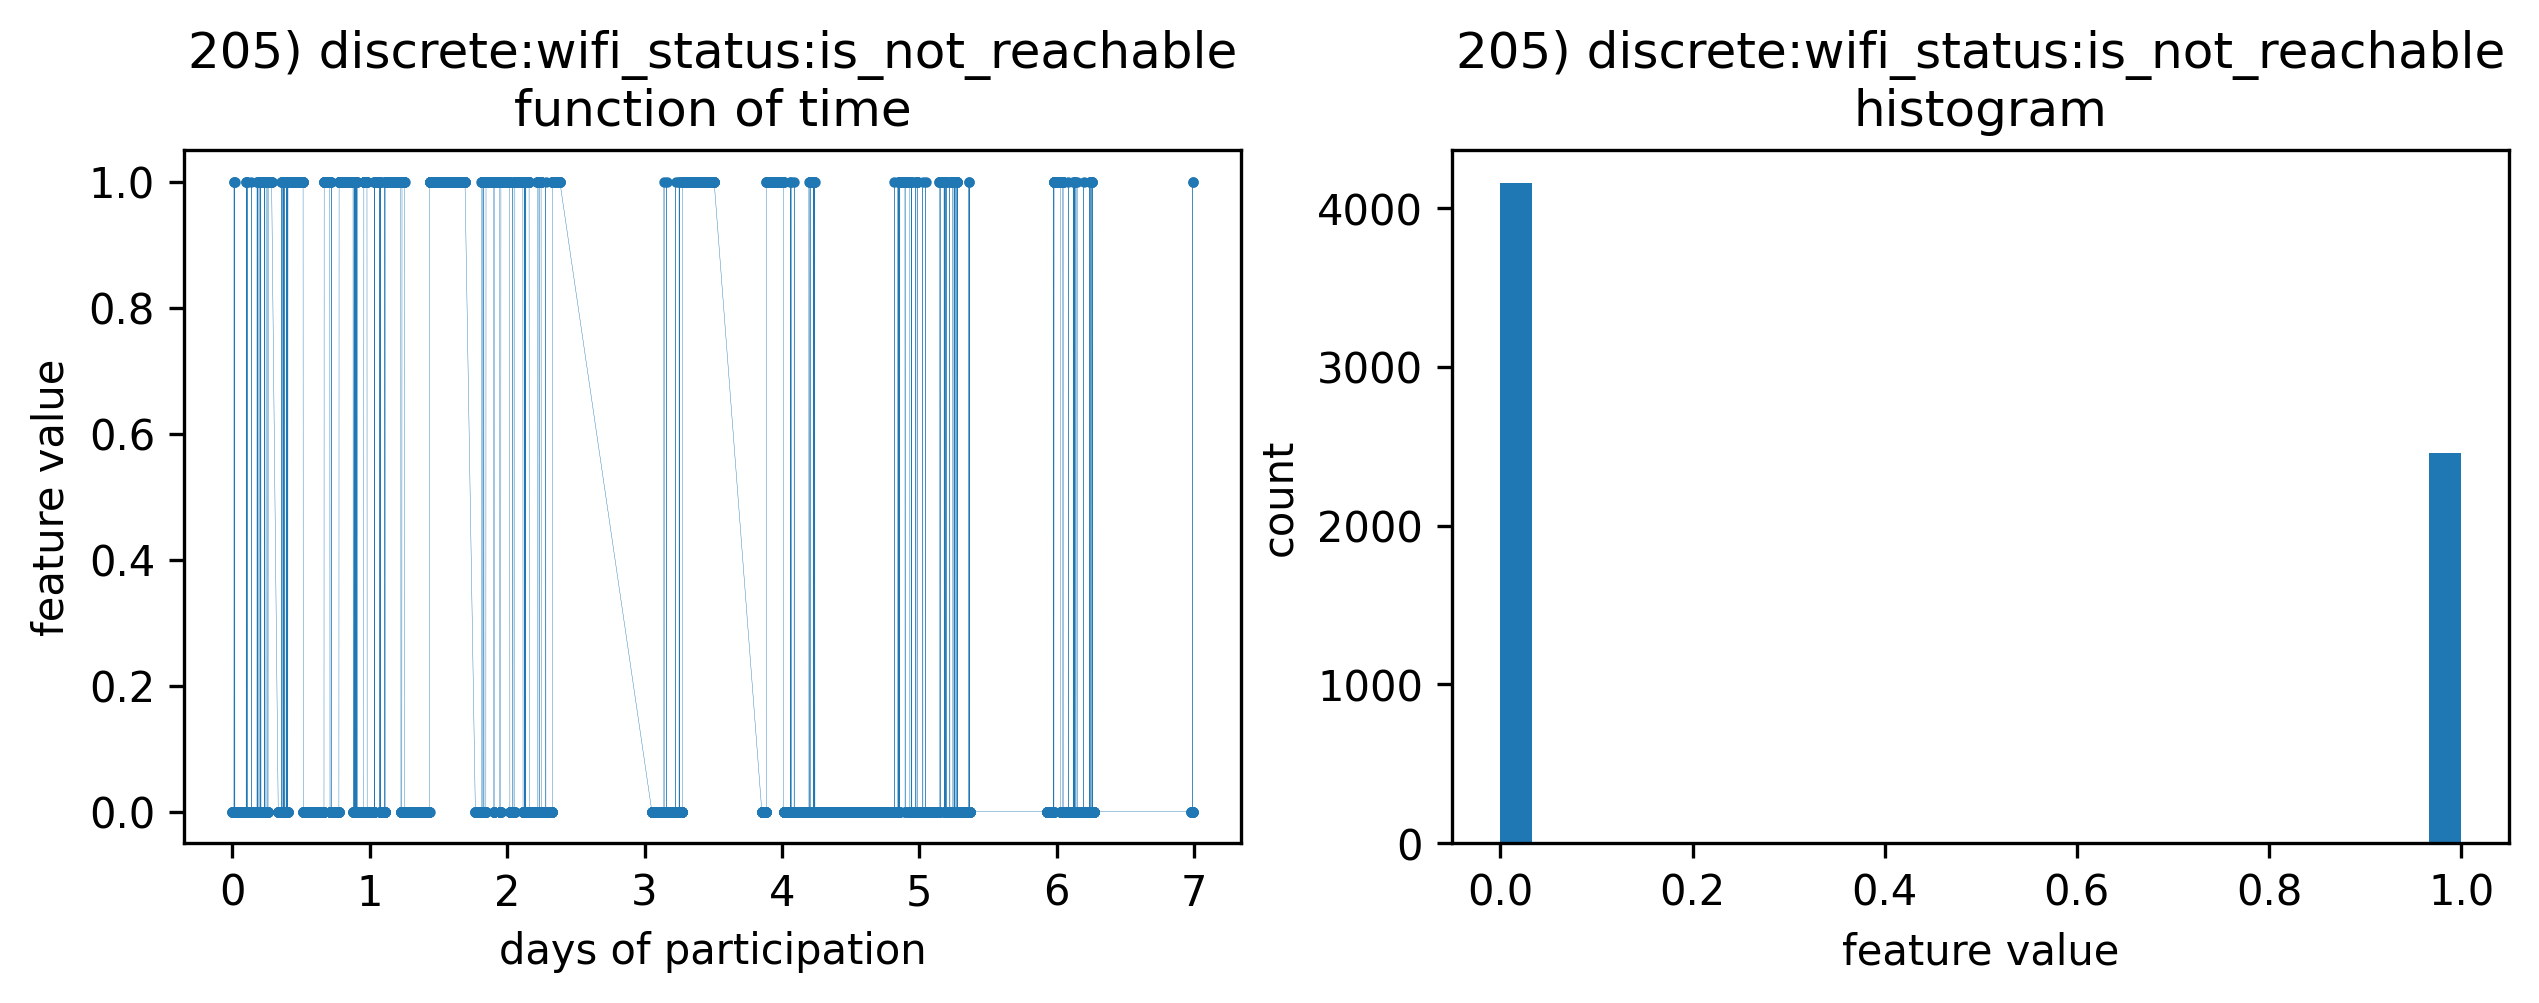 205) discrete:wifi_status:is_not_reachable
function of time
1.0
0.8
0.6
0.4
0.2
0.0
feature value
0 1 2 3 4 5 6 7
days of participation
205) discrete:wifi_status:is_not_reachable
histogram
4000
3000
2000
1000
0
count
0.0 0.2 0.4 0.6 0.8 1.0
feature value